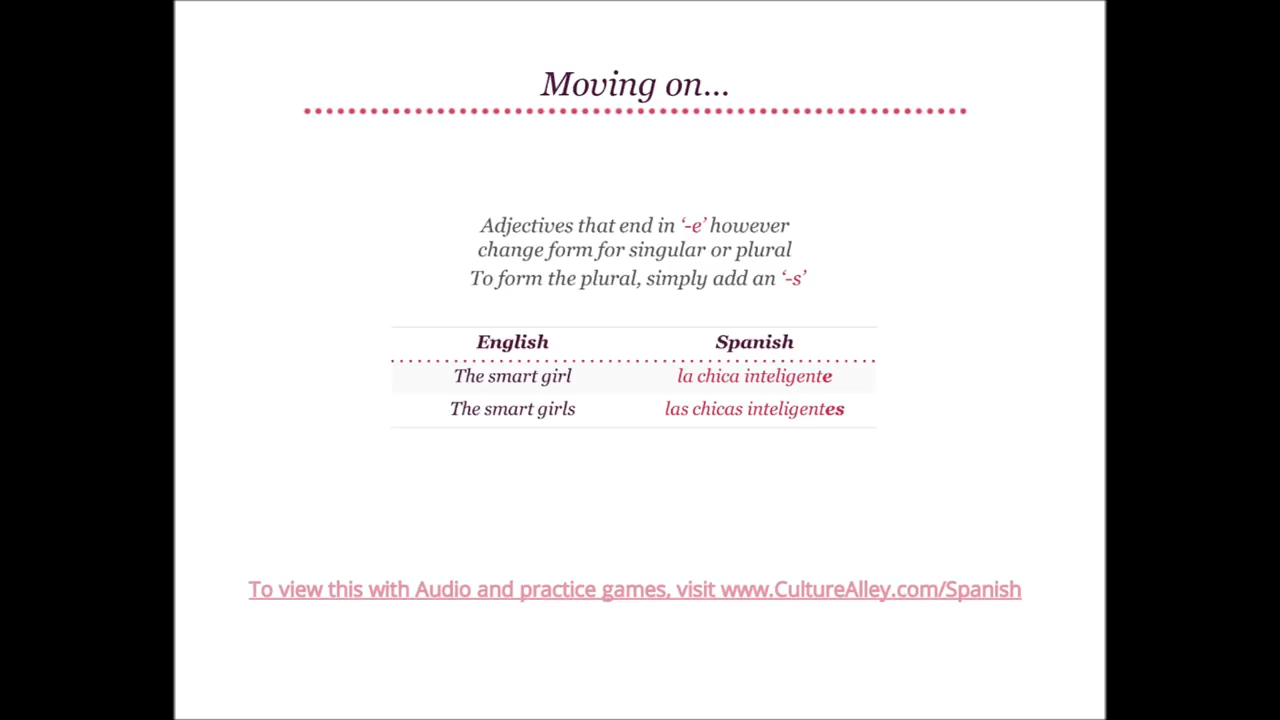 Moving on...
Adjectives that end in ‘-e’ however
change form for singular or plural
To form the plural, simply add an ‘-s’
English Spanish
The smart girl la chica inteligente
The smart girls las chicas inteligentes
To view this with Audio and practice games, visit www.CultureAlley.com/Spanish